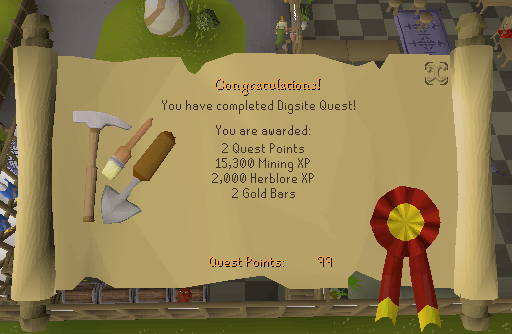 Congratulations!
You have completed Digsite Quest!
You are awarded:
2 Quest Points
15,300 Mining XP
2,000 Herblore XP
2 Gold Bars
Quest Points: 99